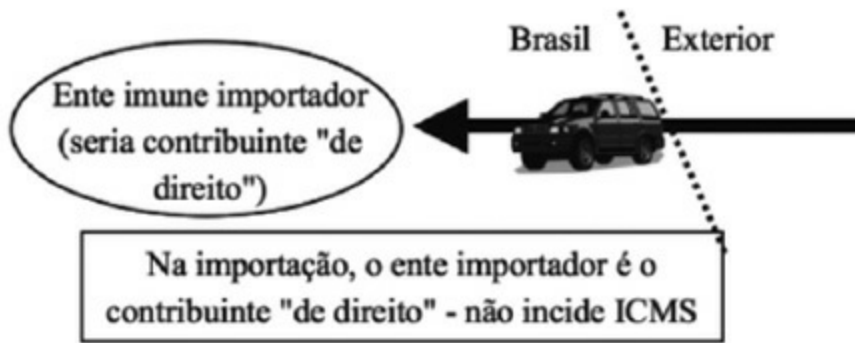 Brasil
Exterior
Ente imune importador
(seria contribuinte "de
direito")
Na importação, o ente importador é o
contribuinte "de direito" - não incide ICMS